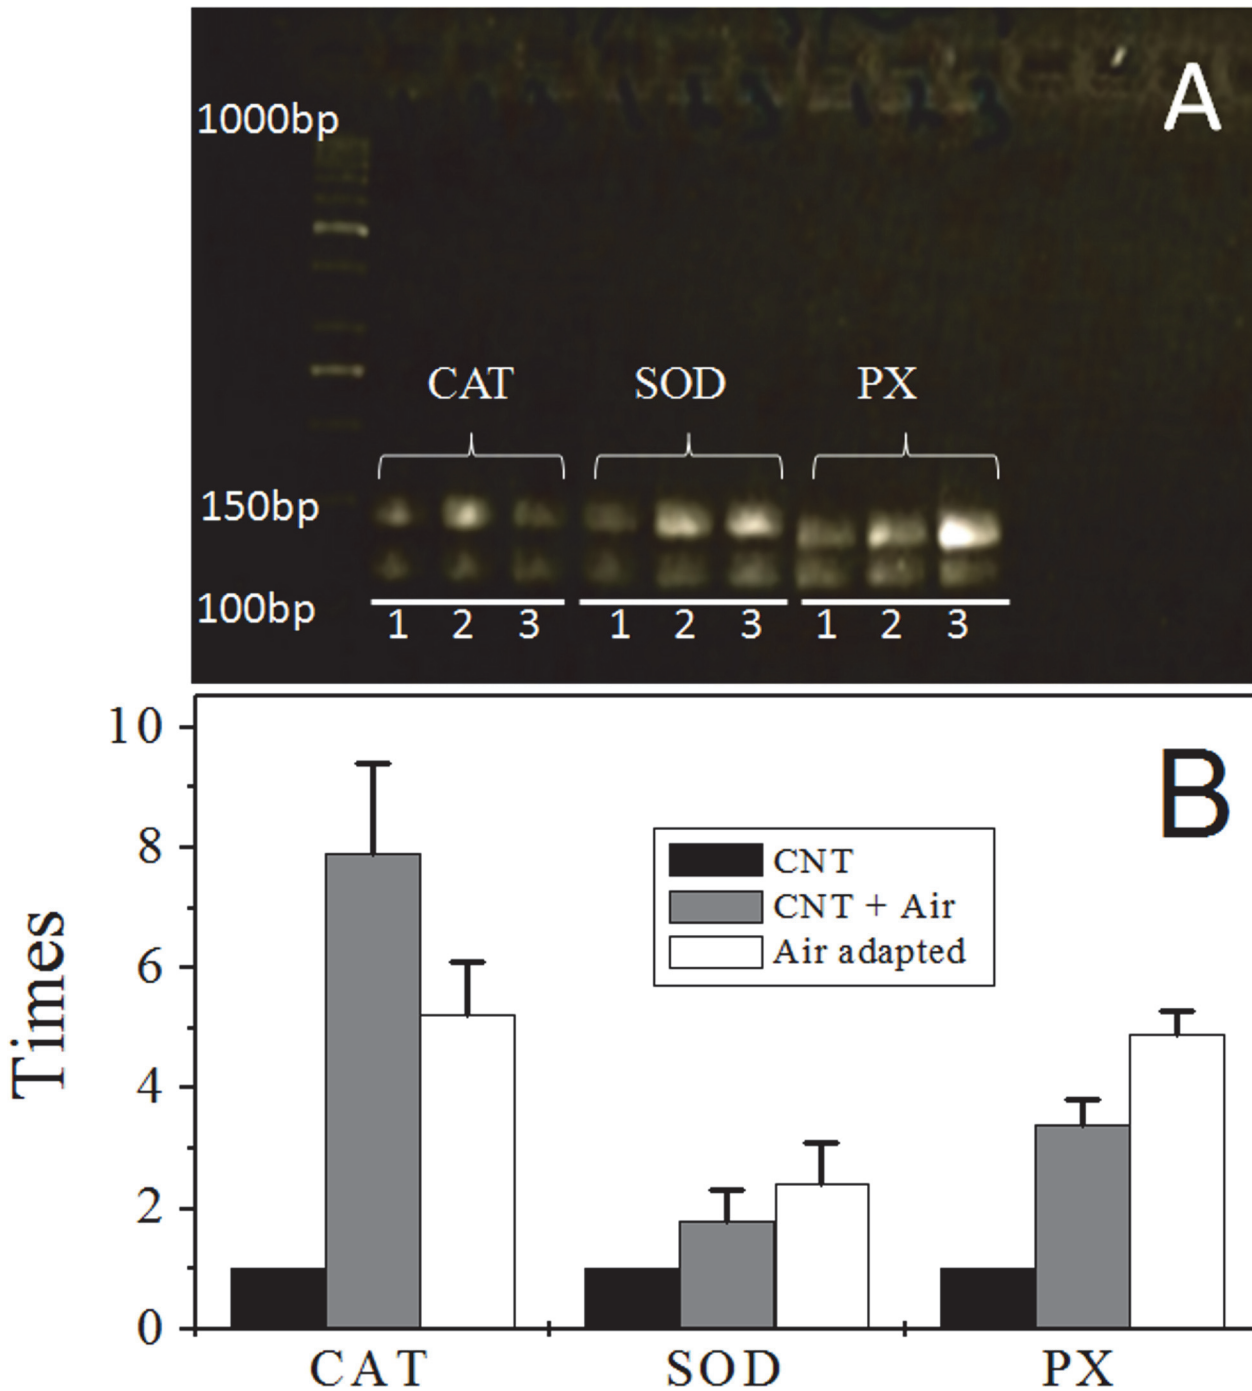 A
1000bp
CAT SOD PX
150bp
100bp
1 2 3 1 2 3 1 2 3
B
10
8
6
4
2
0
Times
CNT
CNT + Air
Air adapted
CAT SOD PX